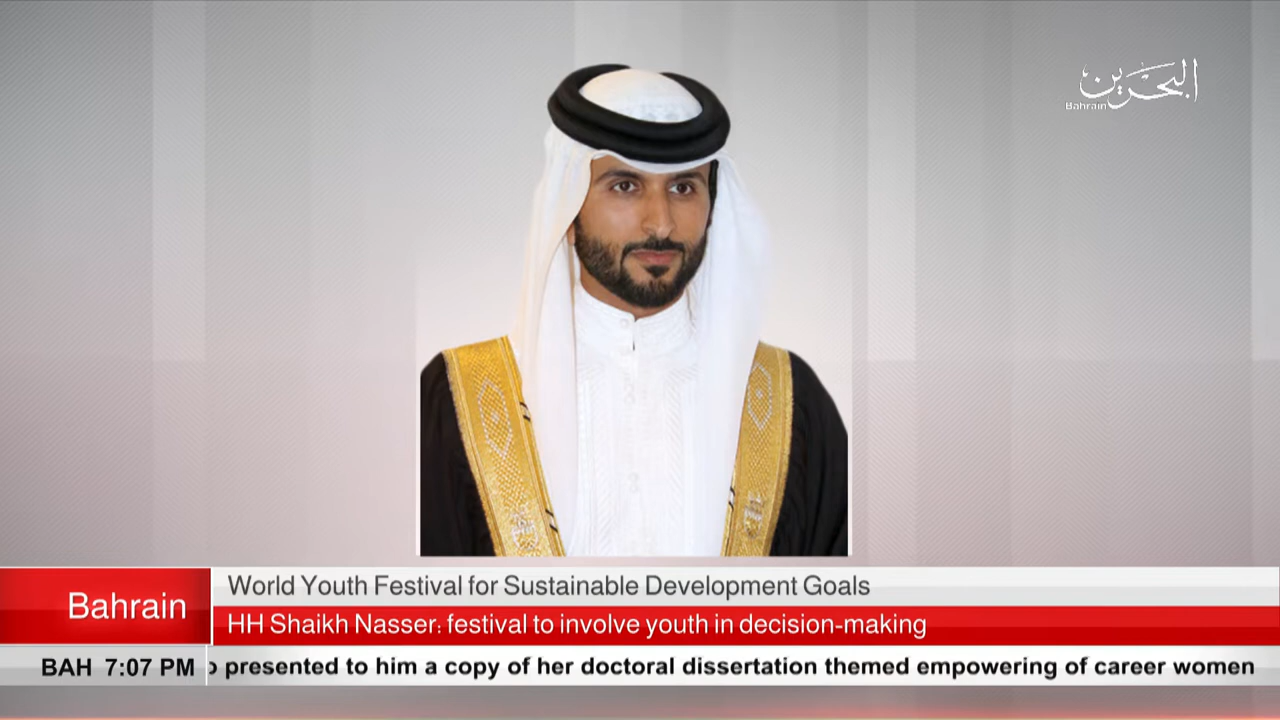 البحرين
Bahrain
World Youth Festival for Sustainable Development Goals
Bahrain
HH Shaikh Nasser: festival to involve youth in decision-making
BAH 7:07 PM
presented to him a copy of her doctoral dissertation themed empowering of career women